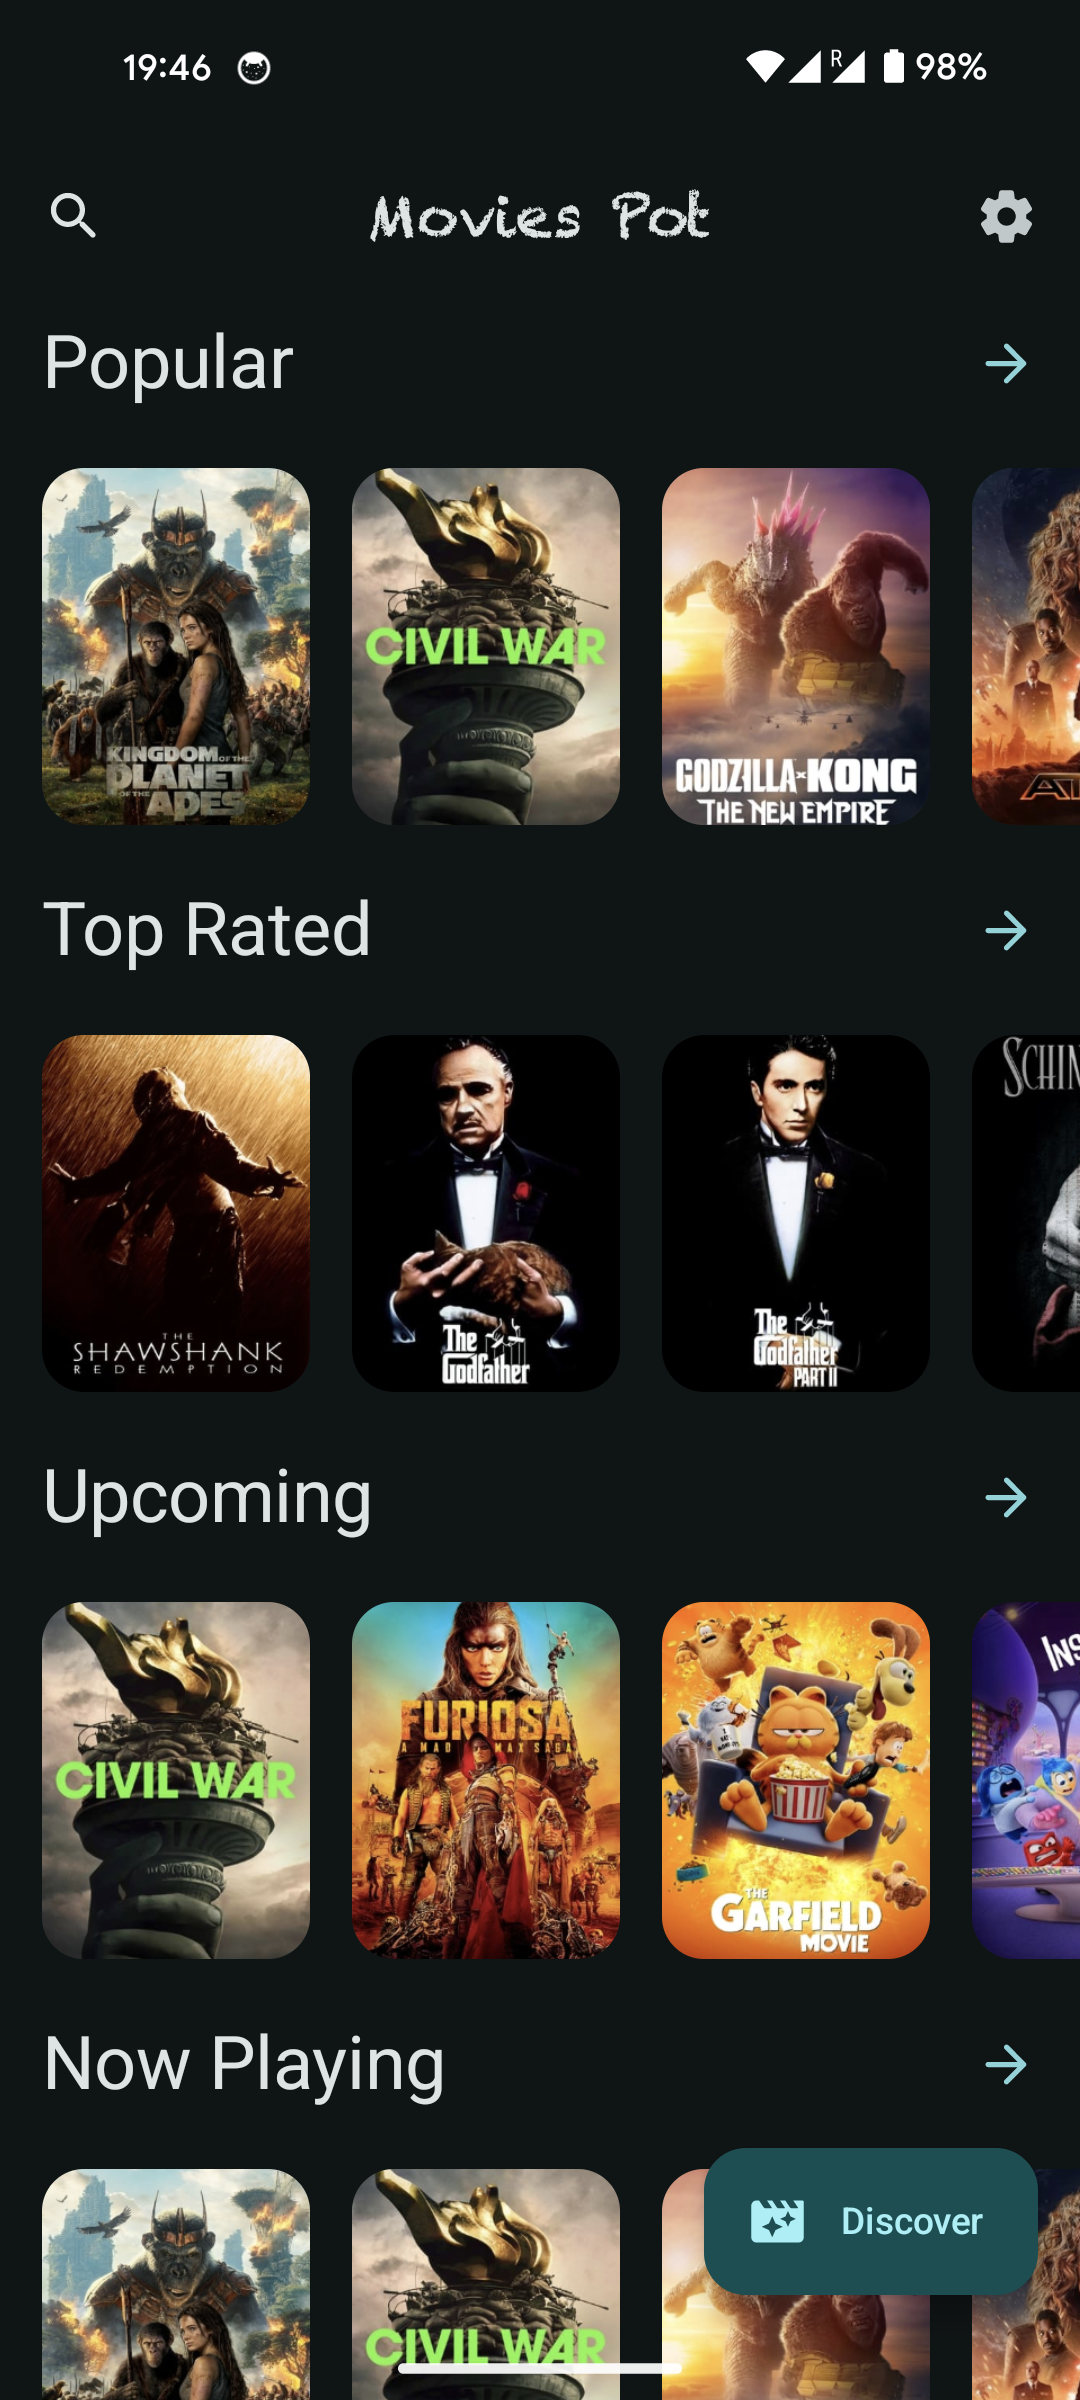 19:46
R
98%
Movies Pot
Popular
KINGDOM OF THE
PLANET
OF THE
APES
CIVIL WAR
GODZILLA x KONG
THE NEW EMPIRE
Top Rated
THE
SHAWSHANK
REDEMPTION
The
Godfather
The
Godfather
PART II
SCHIN
Upcoming
CIVIL WAR
FURIOSA
A MAD MAX SAGA
THE
GARFIELD
MOVIE
INS
Now Playing
CIVIL WAR
Discover